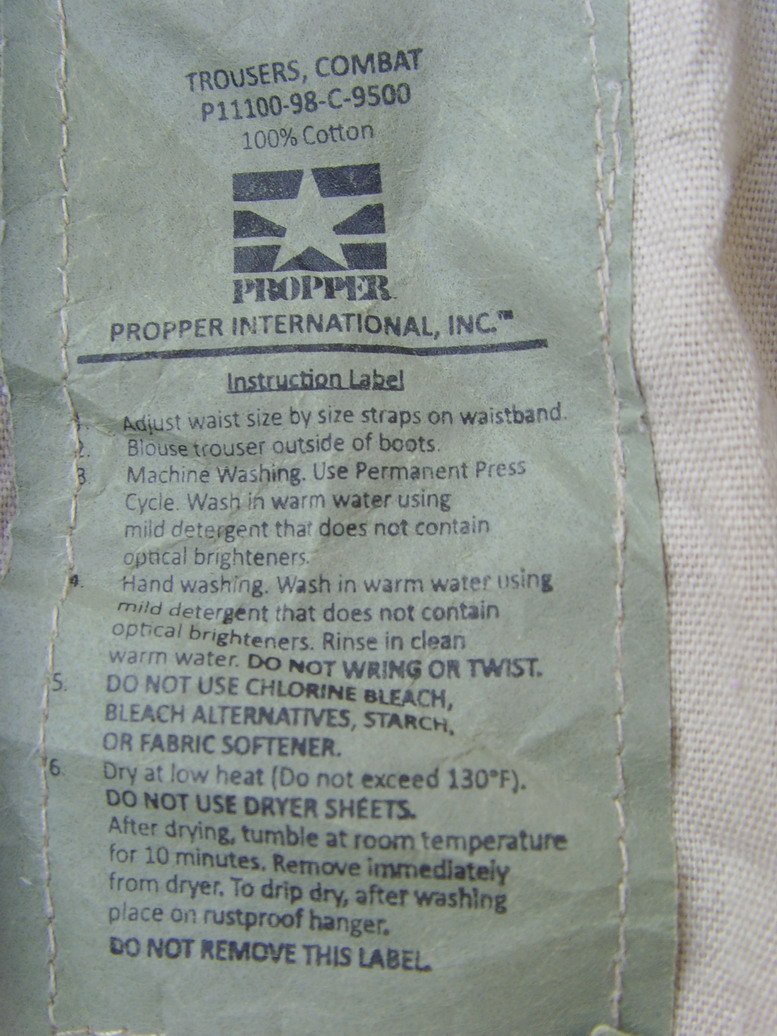 TROUSERS, COMBAT
P11100-98-C-9500
100% Cotton
PROPPER
PROPPER INTERNATIONAL, INC.™
Instruction Label
1. Adjust waist size by size straps on waistband.
2. Blouse trouser outside of boots.
3. Machine Washing. Use Permanent Press
Cycle. Wash in warm water using
mild detergent that does not contain
optical brighteners.
4. Hand washing. Wash in warm water using
mild detergent that does not contain
optical brighteners. Rinse in clean
warm water. DO NOT WRING OR TWIST.
5. DO NOT USE CHLORINE BLEACH,
BLEACH ALTERNATIVES, STARCH,
OR FABRIC SOFTENER.
6. Dry at low heat (Do not exceed 130°F).
DO NOT USE DRYER SHEETS.
After drying, tumble at room temperature
for 10 minutes. Remove immediately
from dryer. To drip dry, after washing
place on rustproof hanger.
DO NOT REMOVE THIS LABEL.